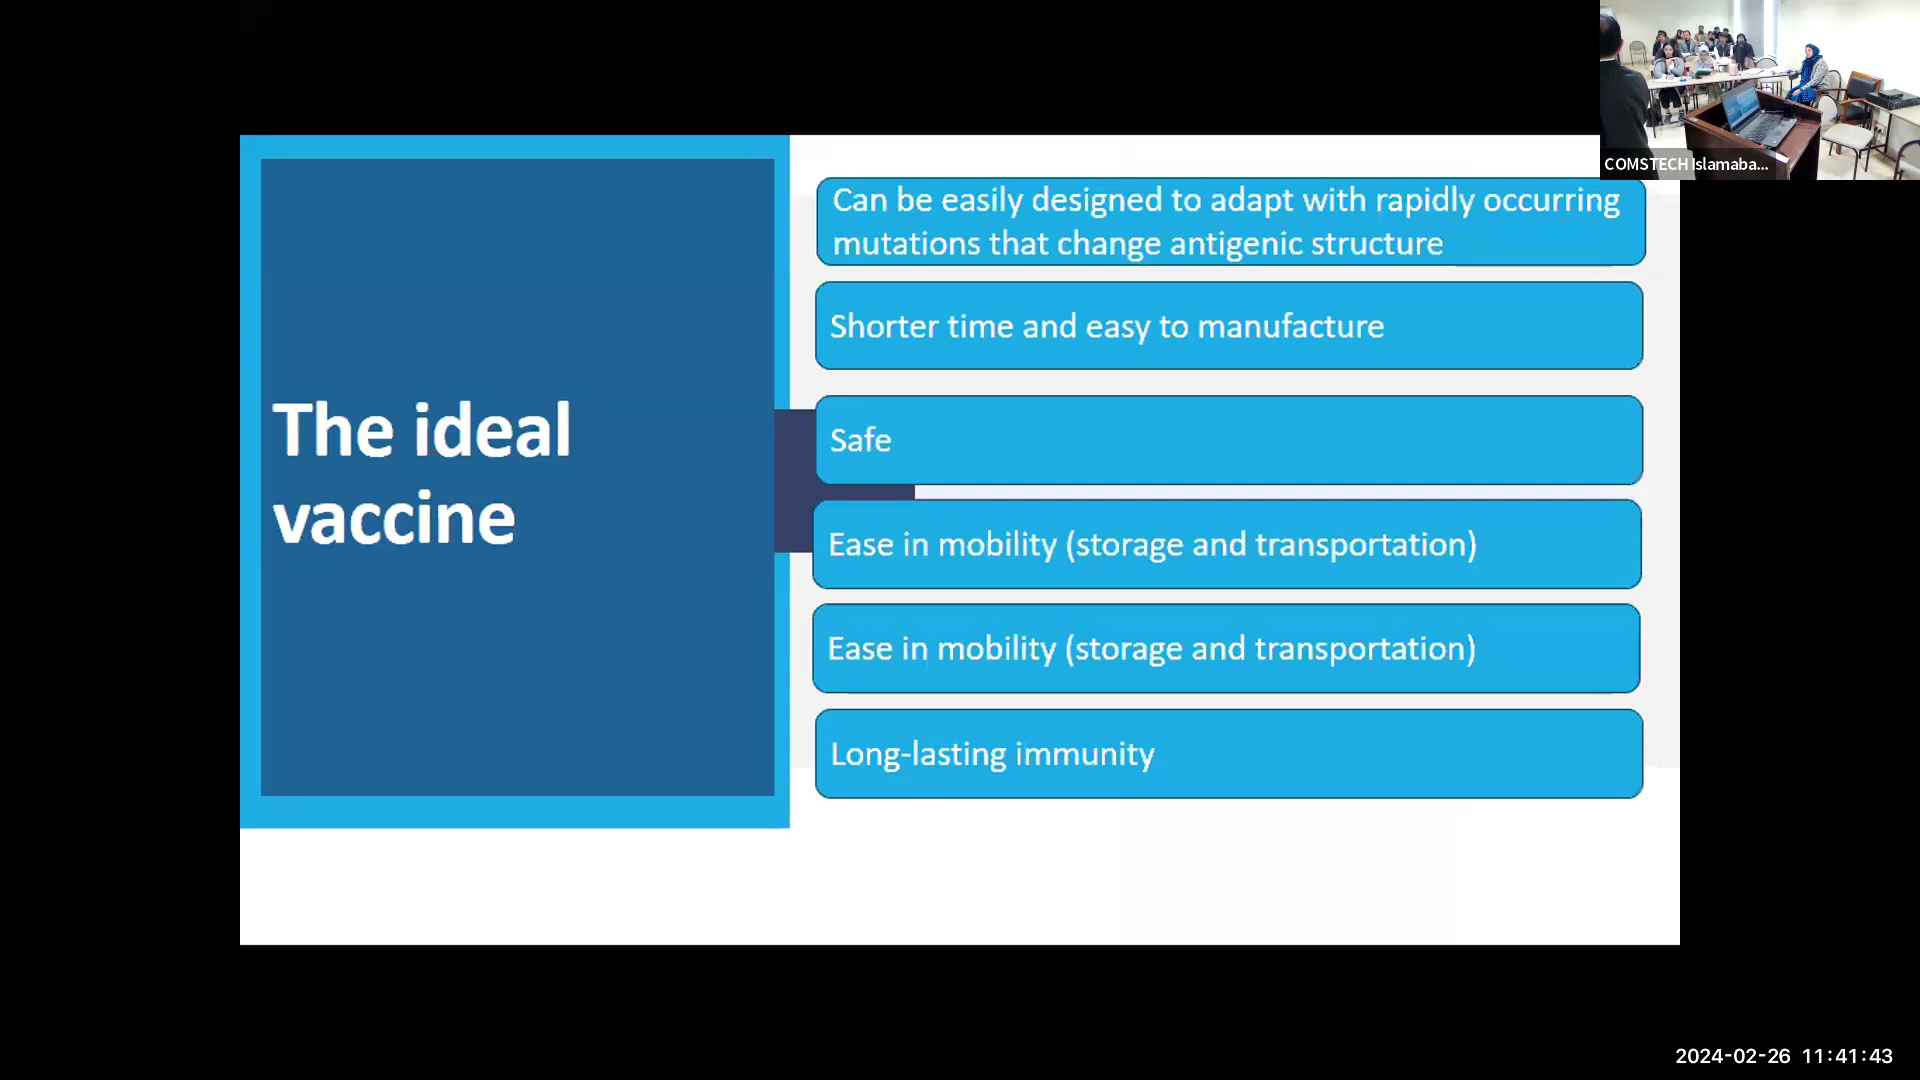 The ideal
vaccine
Can be easily designed to adapt with rapidly occurring
mutations that change antigenic structure
Shorter time and easy to manufacture
Safe
Ease in mobility (storage and transportation)
Ease in mobility (storage and transportation)
Long-lasting immunity
COMSTECH Islamaba...
2024-02-26 11:41:43